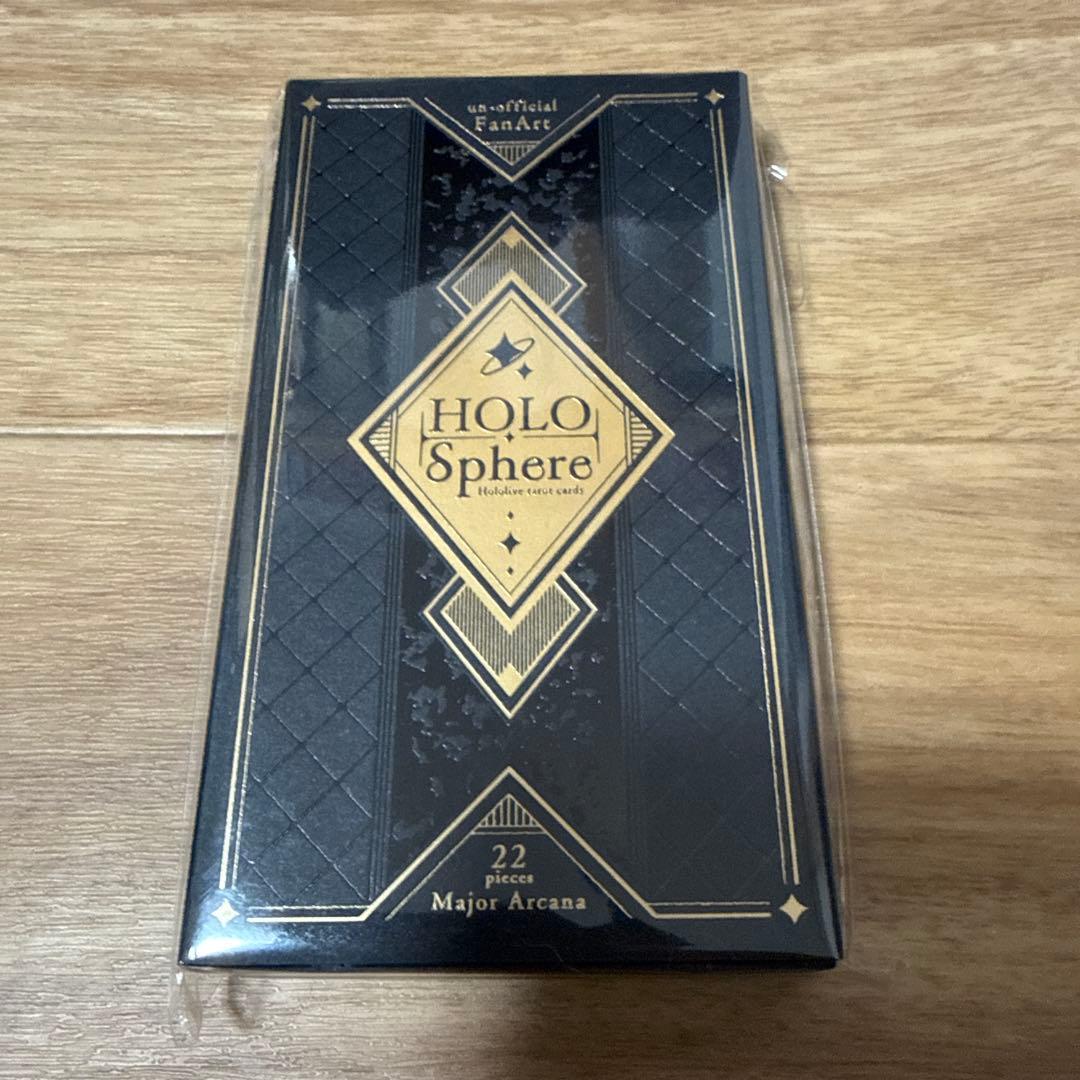 un-official
FanArt
HOLO
Sphere
Hololive tarot cards
22
pieces
Major Arcana